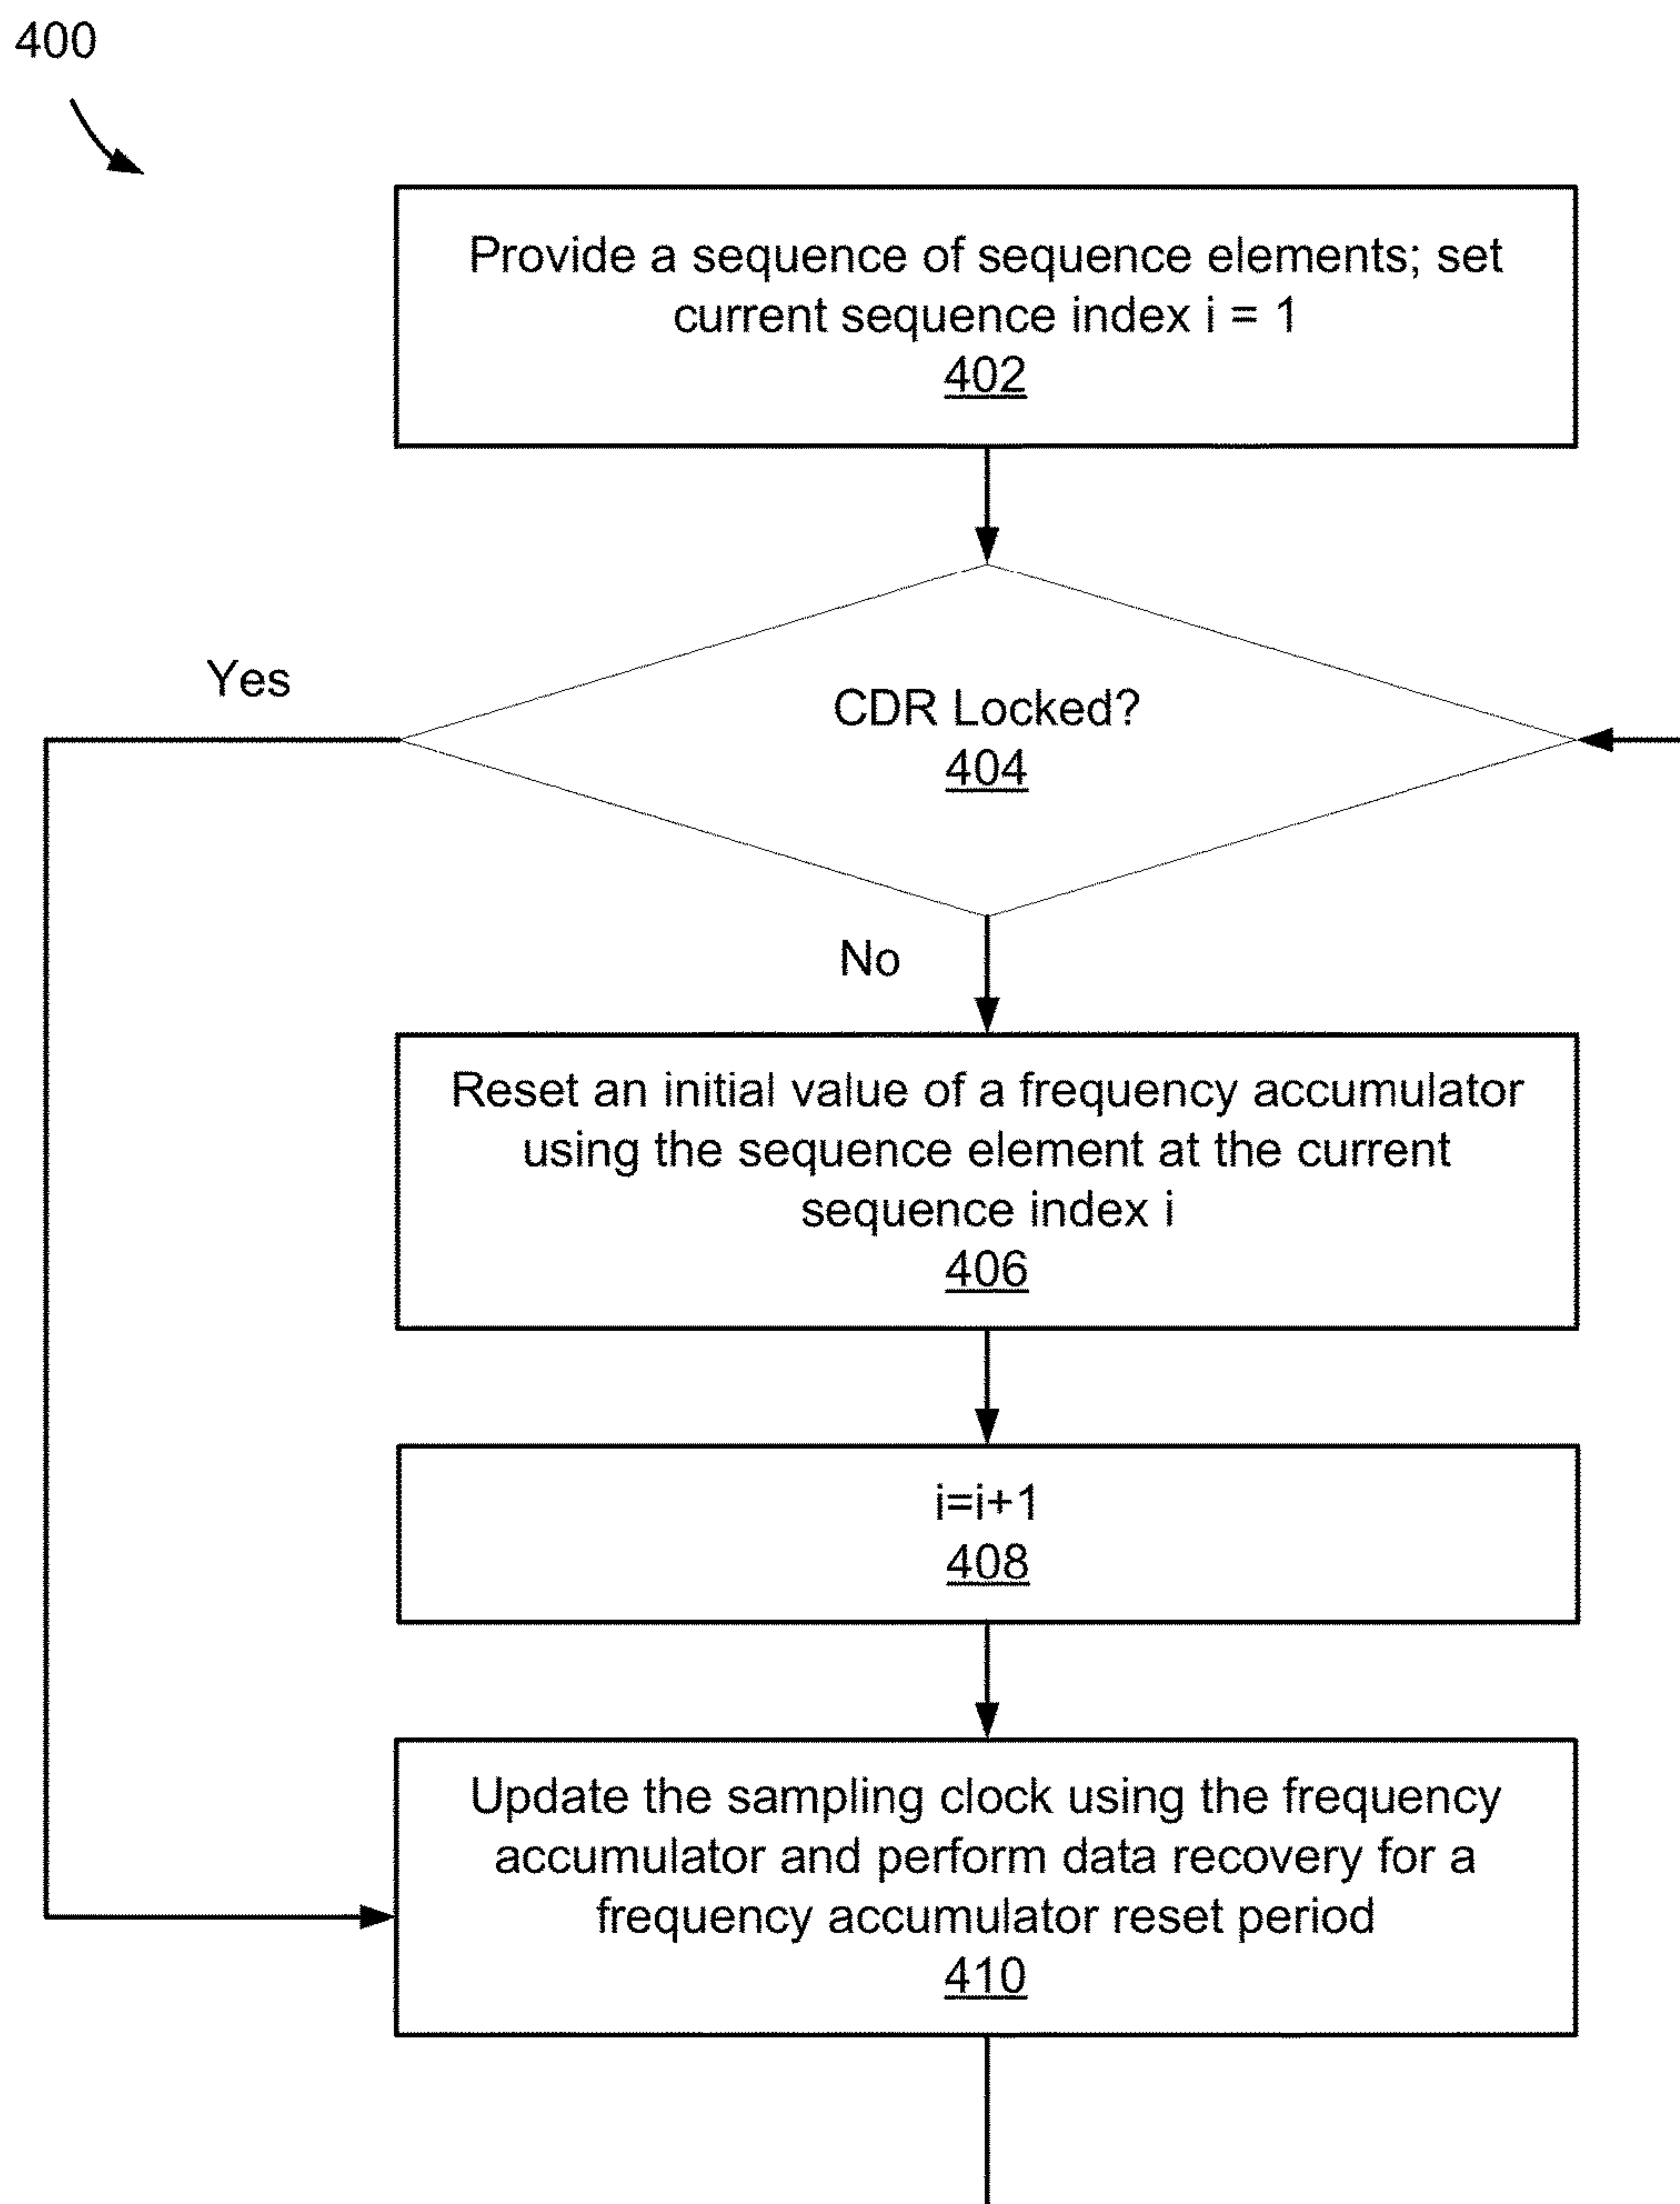 400
Provide a sequence of sequence elements; set
current sequence index i = 1
402
Yes
CDR Locked?
404
No
Reset an initial value of a frequency accumulator
using the sequence element at the current
sequence index i
406
i=i+1
408
Update the sampling clock using the frequency
accumulator and perform data recovery for a
frequency accumulator reset period
410